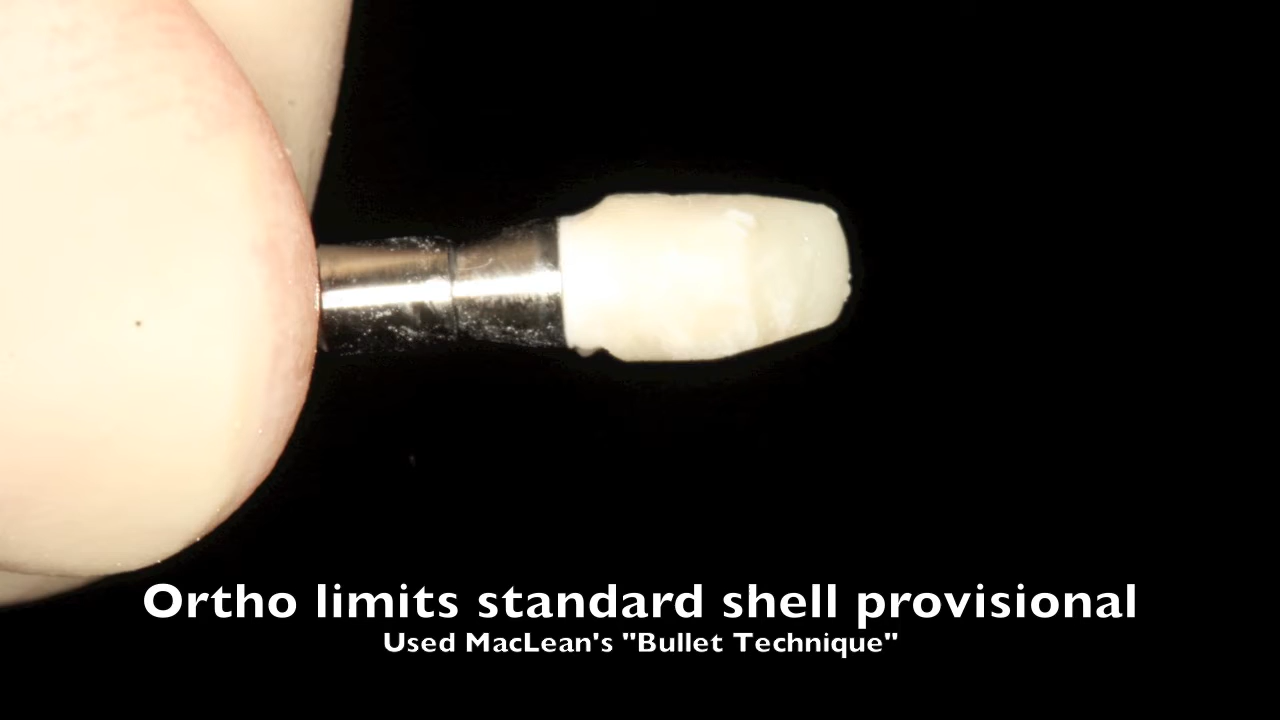 Ortho limits standard shell provisional
Used MacLean's "Bullet Technique"